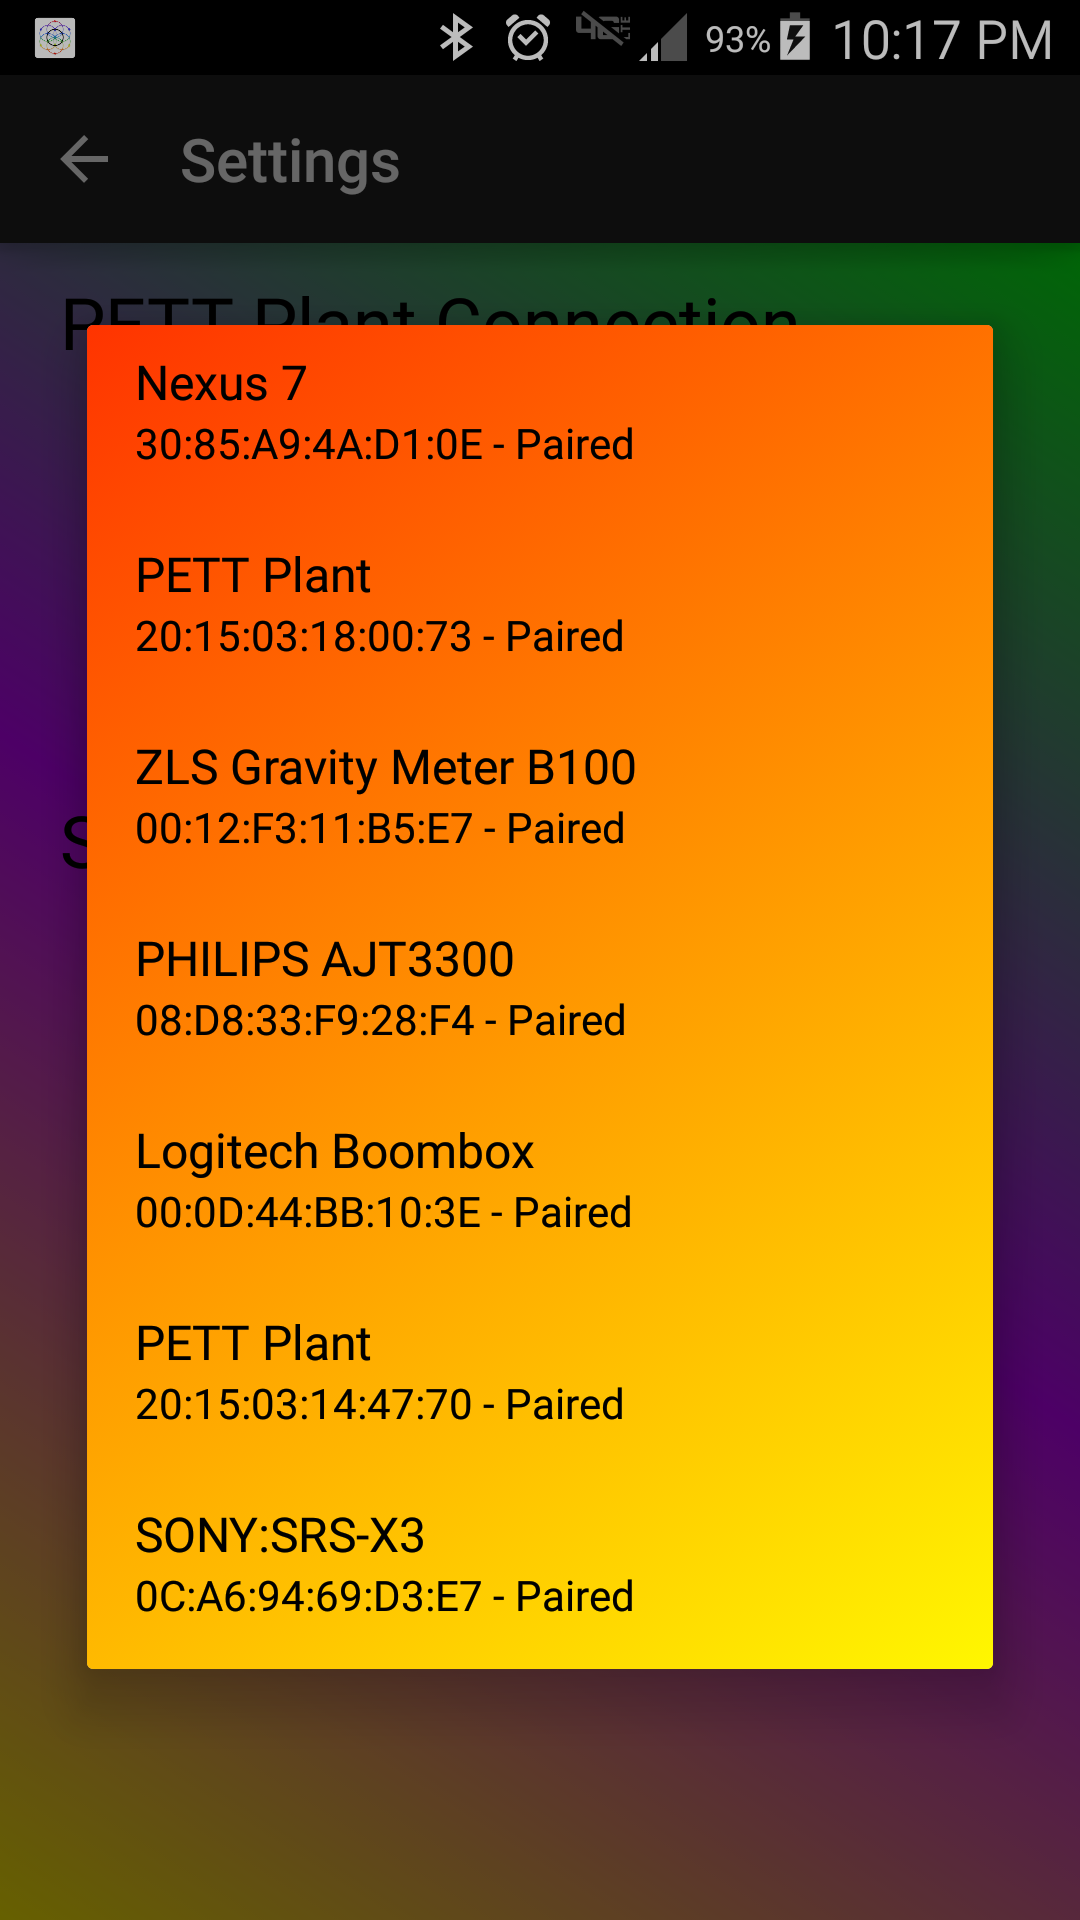 93% 10:17 PM
Settings
PETT Plant Connection
Nexus 7
30:85:A9:4A:D1:0E - Paired
PETT Plant
20:15:03:18:00:73 - Paired
ZLS Gravity Meter B100
00:12:F3:11:B5:E7 - Paired
PHILIPS AJT3300
08:D8:33:F9:28:F4 - Paired
Logitech Boombox
00:0D:44:BB:10:3E - Paired
PETT Plant
20:15:03:14:47:70 - Paired
SONY:SRS-X3
0C:A6:94:69:D3:E7 - Paired